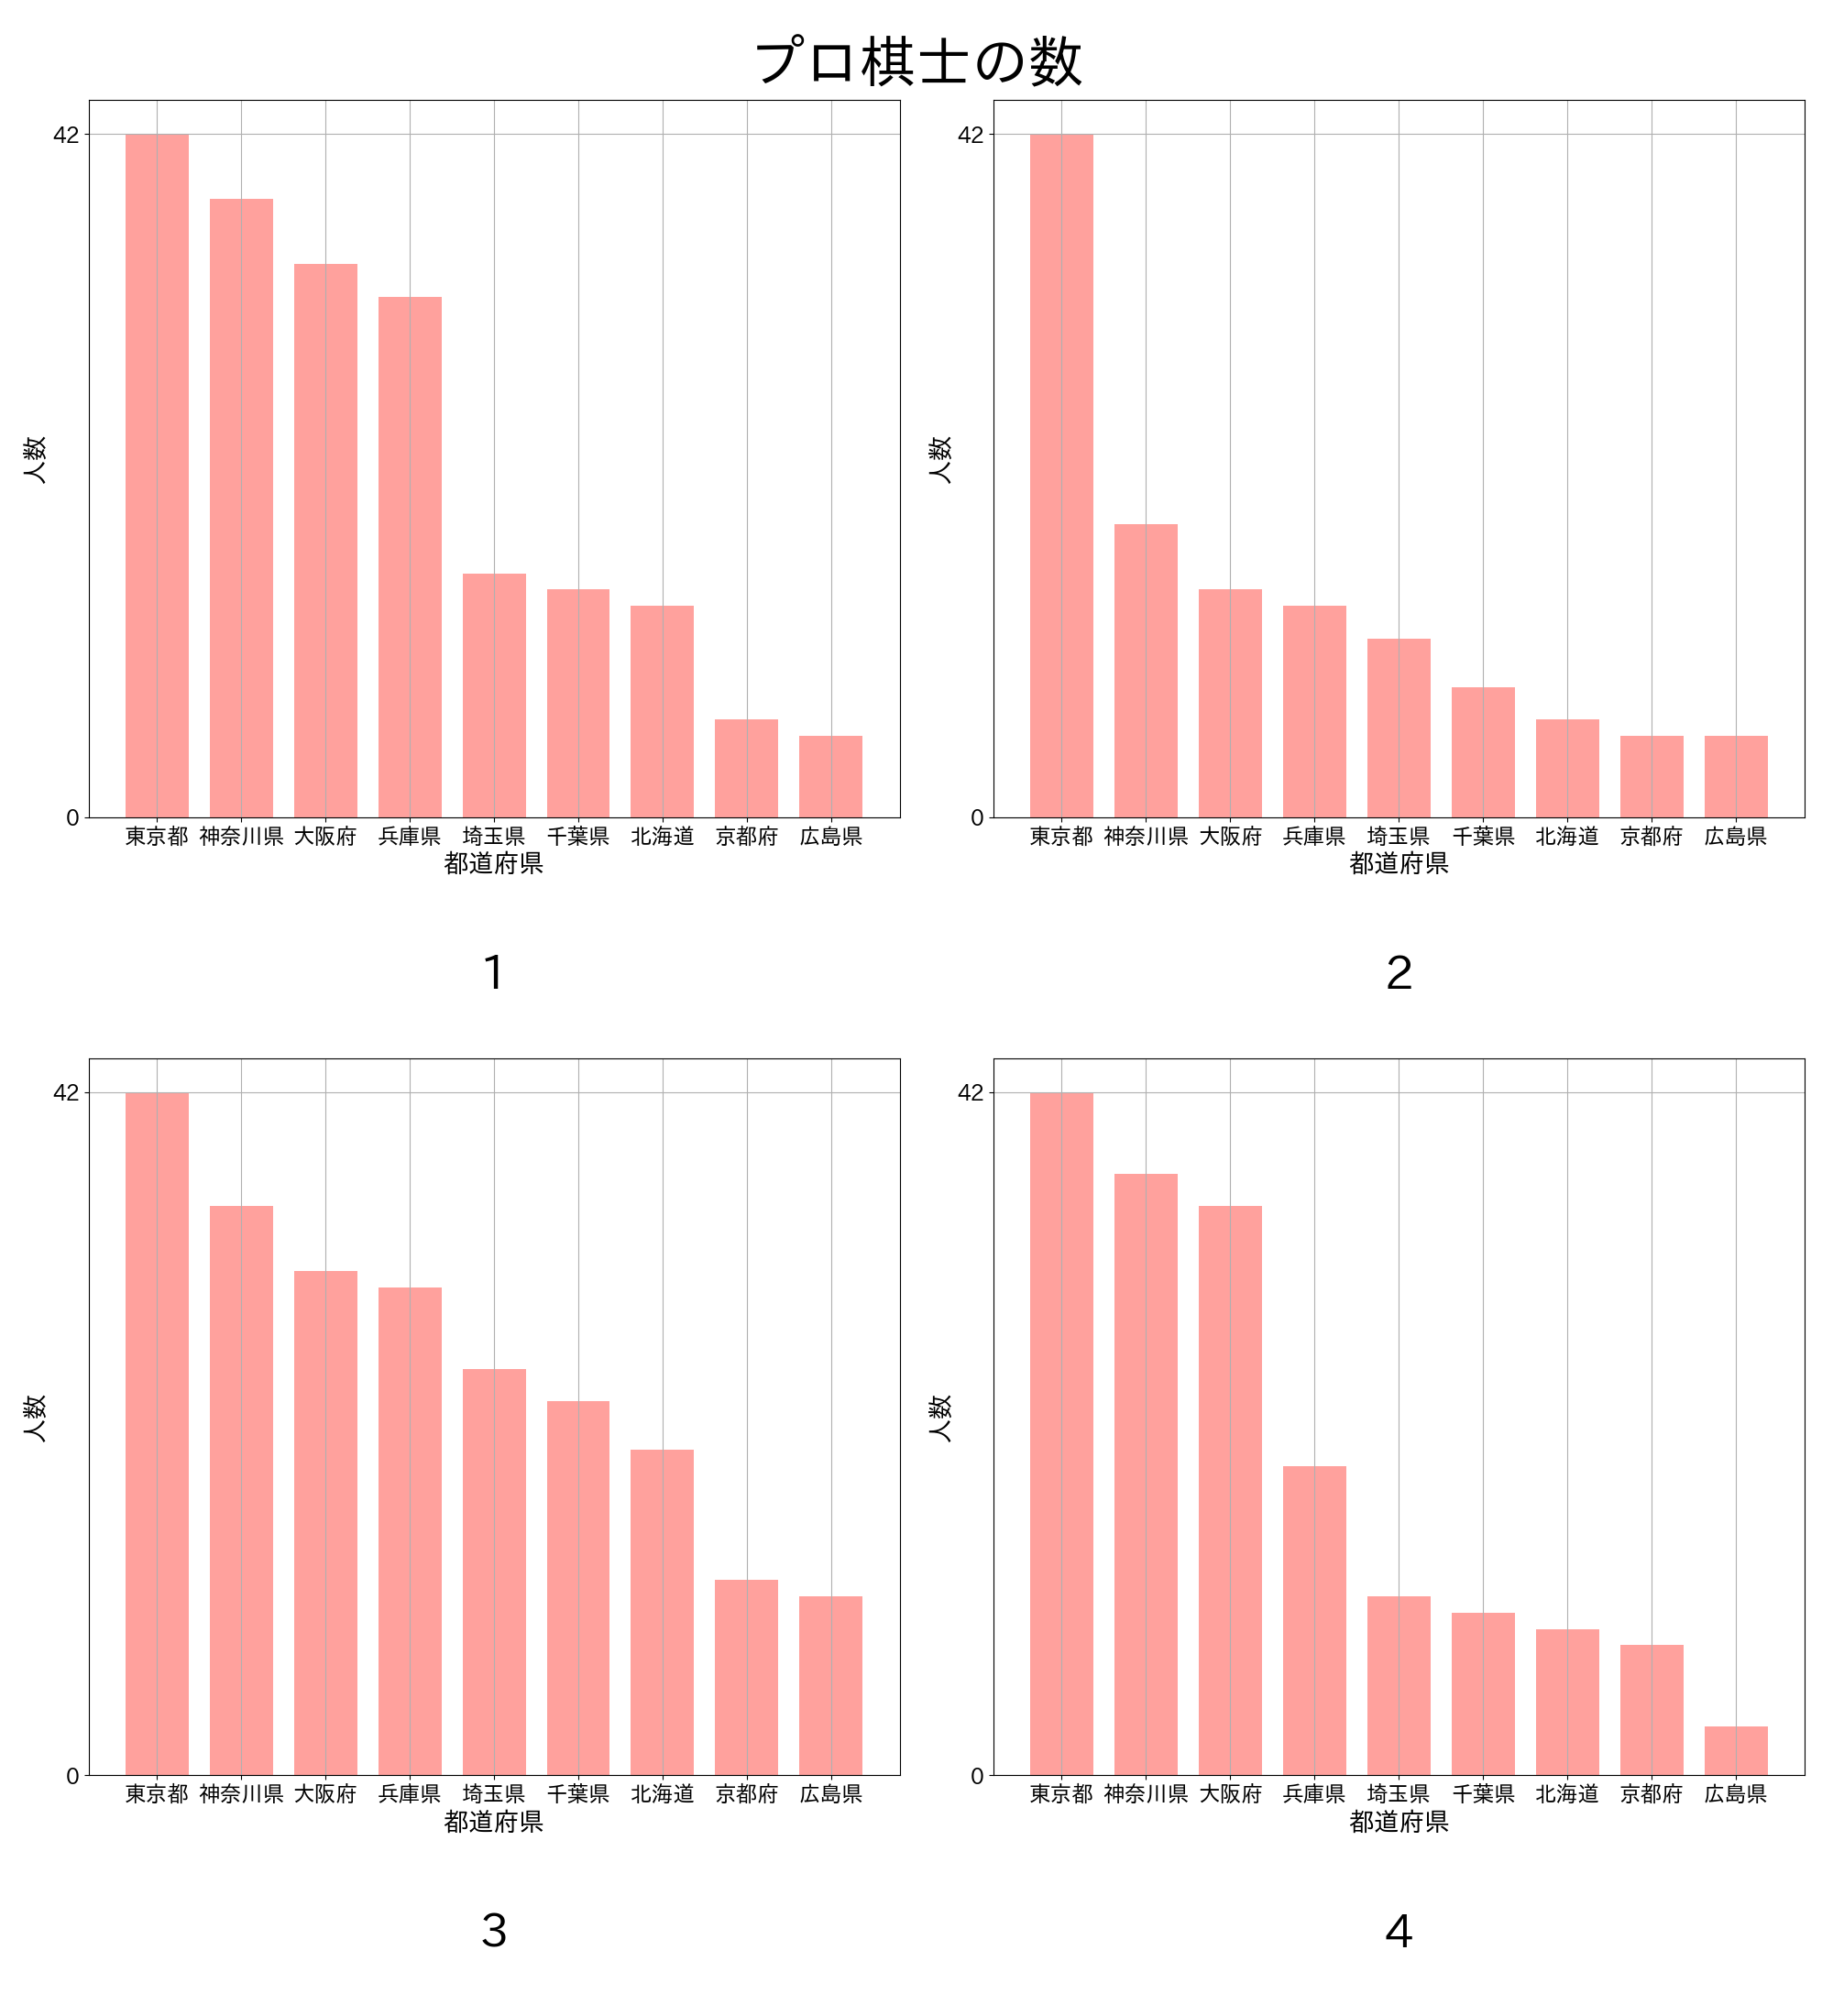 プロ棋士の数
42
0
人数
東京都 神奈川県 大阪府 兵庫県 埼玉県 千葉県 北海道 京都府 広島県
都道府県
1
42
0
人数
東京都 神奈川県 大阪府 兵庫県 埼玉県 千葉県 北海道 京都府 広島県
都道府県
2
42
0
人数
東京都 神奈川県 大阪府 兵庫県 埼玉県 千葉県 北海道 京都府 広島県
都道府県
3
42
0
人数
東京都 神奈川県 大阪府 兵庫県 埼玉県 千葉県 北海道 京都府 広島県
都道府県
4